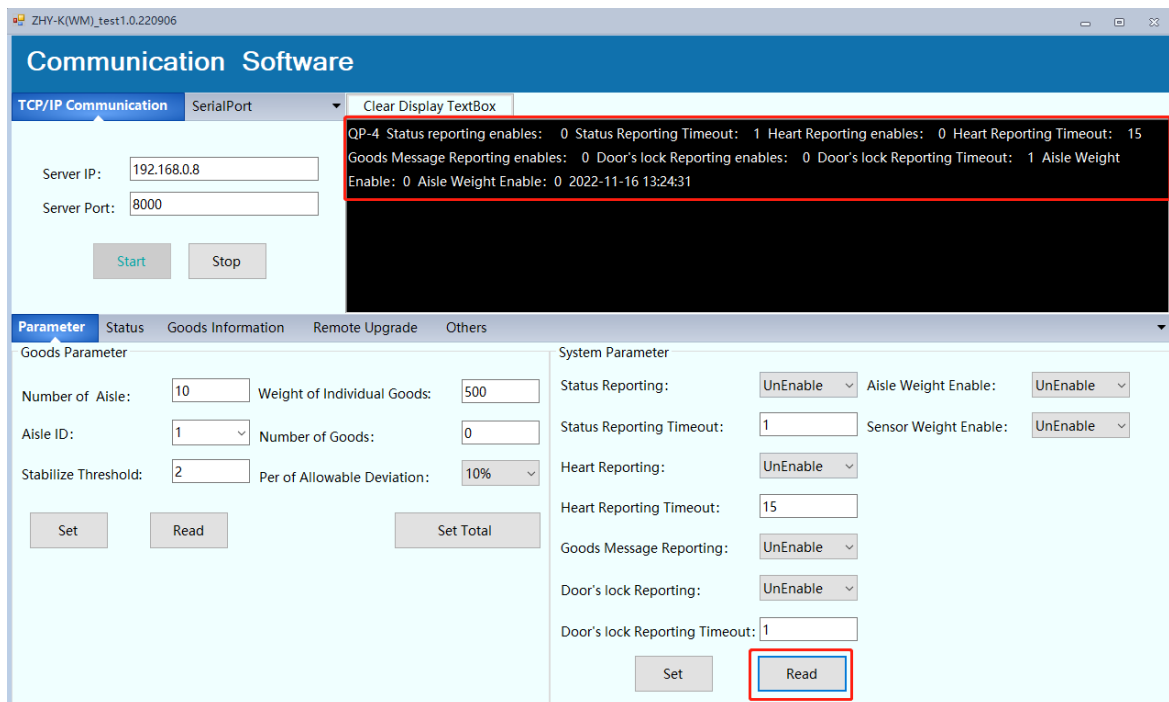 ZHY-K(WM)_test1.0.220906
Communication Software
TCP/IP Communication SerialPort Clear Display TextBox
QP-4 Status reporting enables: 0 Status Reporting Timeout: 1 Heart Reporting enables: 0 Heart Reporting Timeout: 15
Goods Message Reporting enables: 0 Door's lock Reporting enables: 0 Door's lock Reporting Timeout: 1 Aisle Weight
Enable: 0 Aisle Weight Enable: 0 2022-11-16 13:24:31
Server IP: 192.168.0.8
Server Port: 8000
Start Stop
Parameter Status Goods Information Remote Upgrade Others
Goods Parameter
Number of Aisle: 10 Weight of Individual Goods: 500
Aisle ID: 1 Number of Goods: 0
Stabilize Threshold: 2 Per of Allowable Deviation: 10%
Set Read Set Total
System Parameter
Status Reporting: UnEnable Aisle Weight Enable: UnEnable
Status Reporting Timeout: 1 Sensor Weight Enable: UnEnable
Heart Reporting: UnEnable
Heart Reporting Timeout: 15
Goods Message Reporting: UnEnable
Door's lock Reporting: UnEnable
Door's lock Reporting Timeout: 1
Set Read